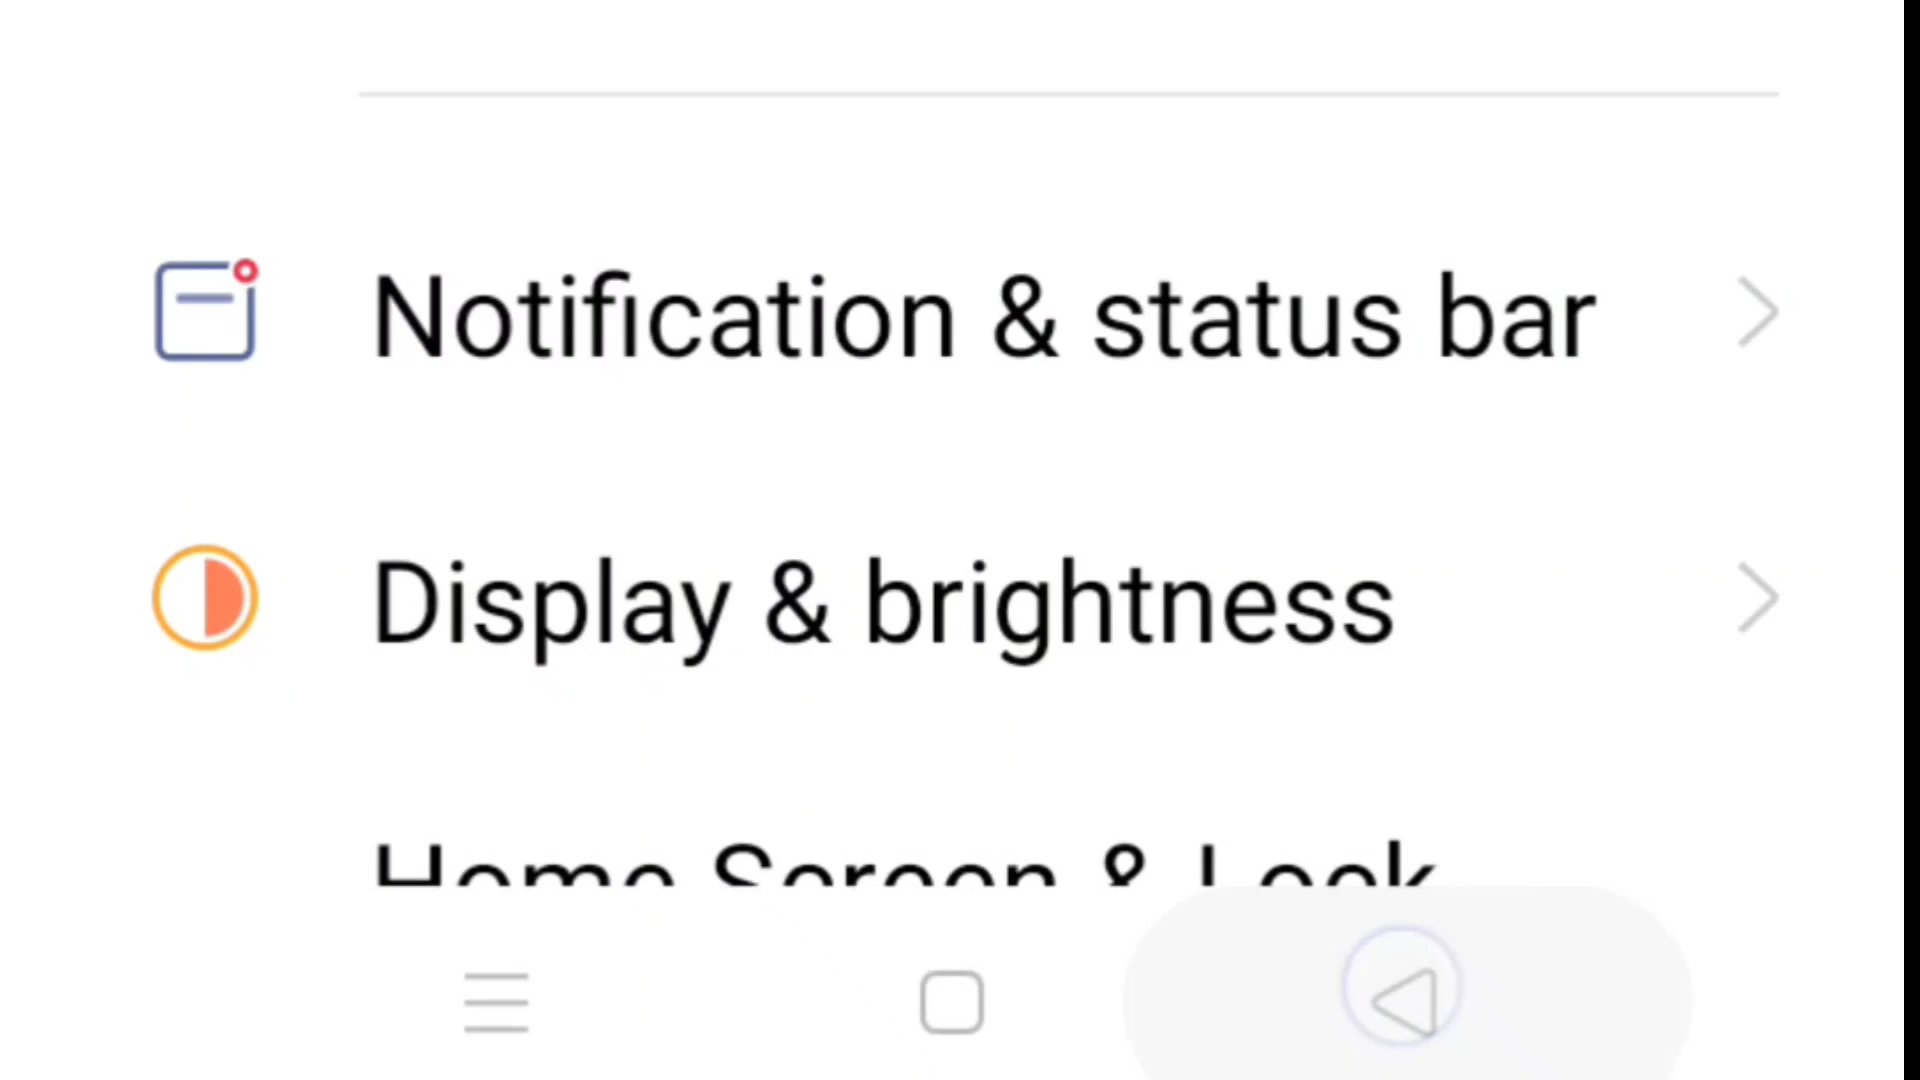 Notification & status bar
Display & brightness
Home Screen & Lock